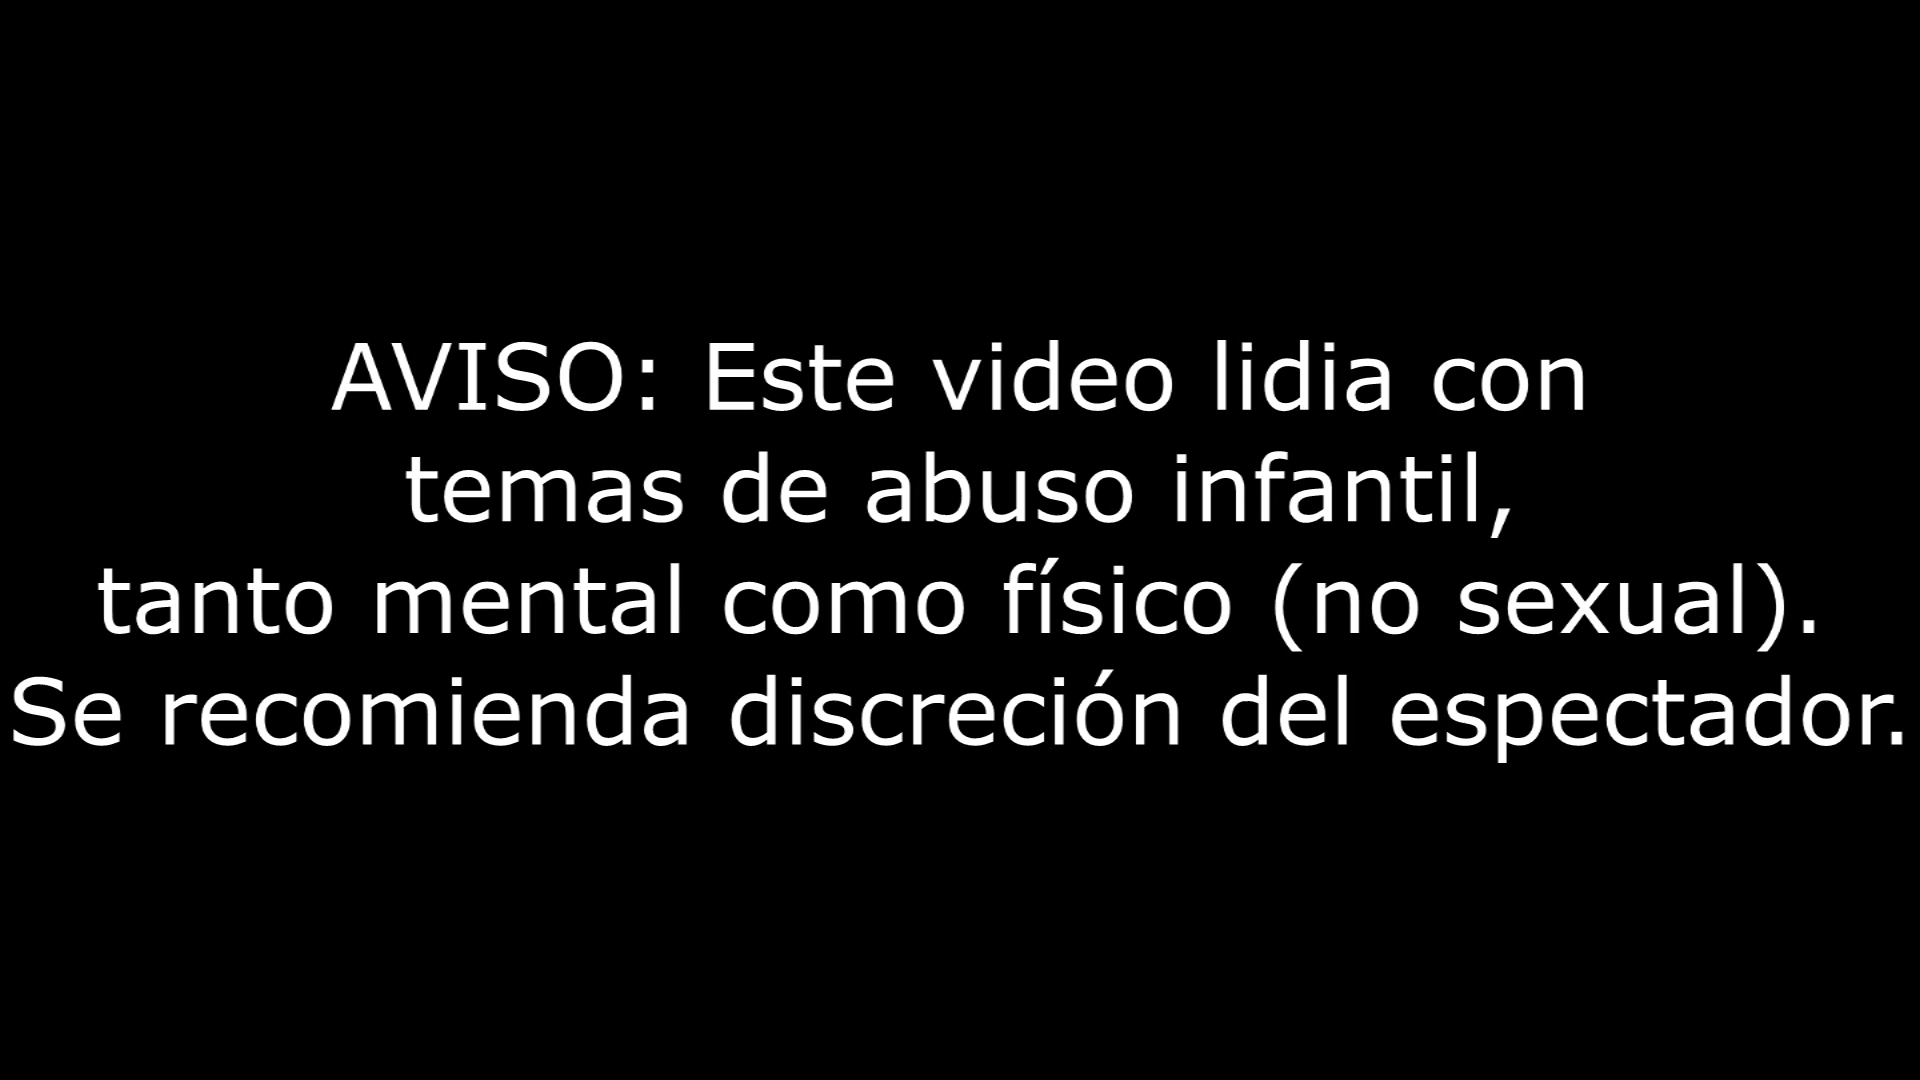 AVISO: Este video lidia con
temas de abuso infantil,
tanto mental como físico (no sexual).
Se recomienda discreción del espectador.